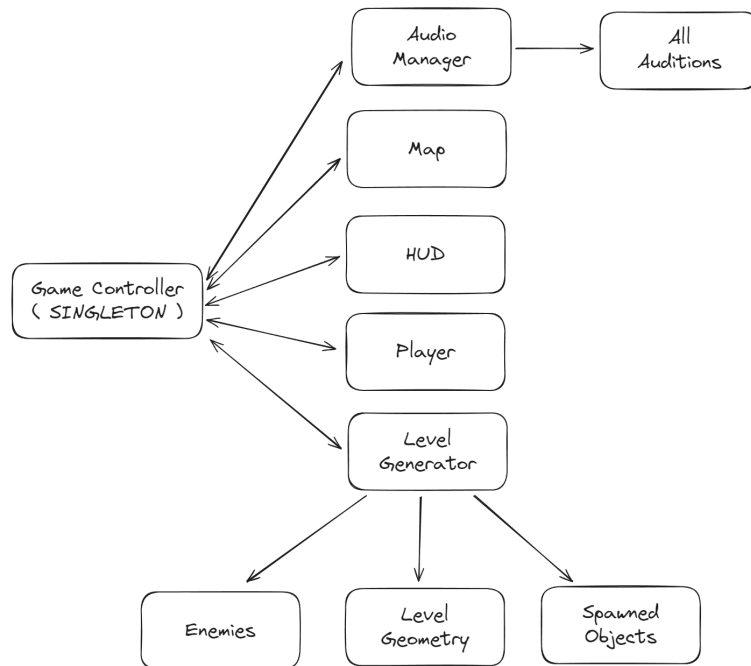 Audio
Manager
All
Auditions
Map
HUD
Game Controller
( SINGLETON )
Player
Level
Generator
Enemies
Level
Geometry
Spawned
Objects